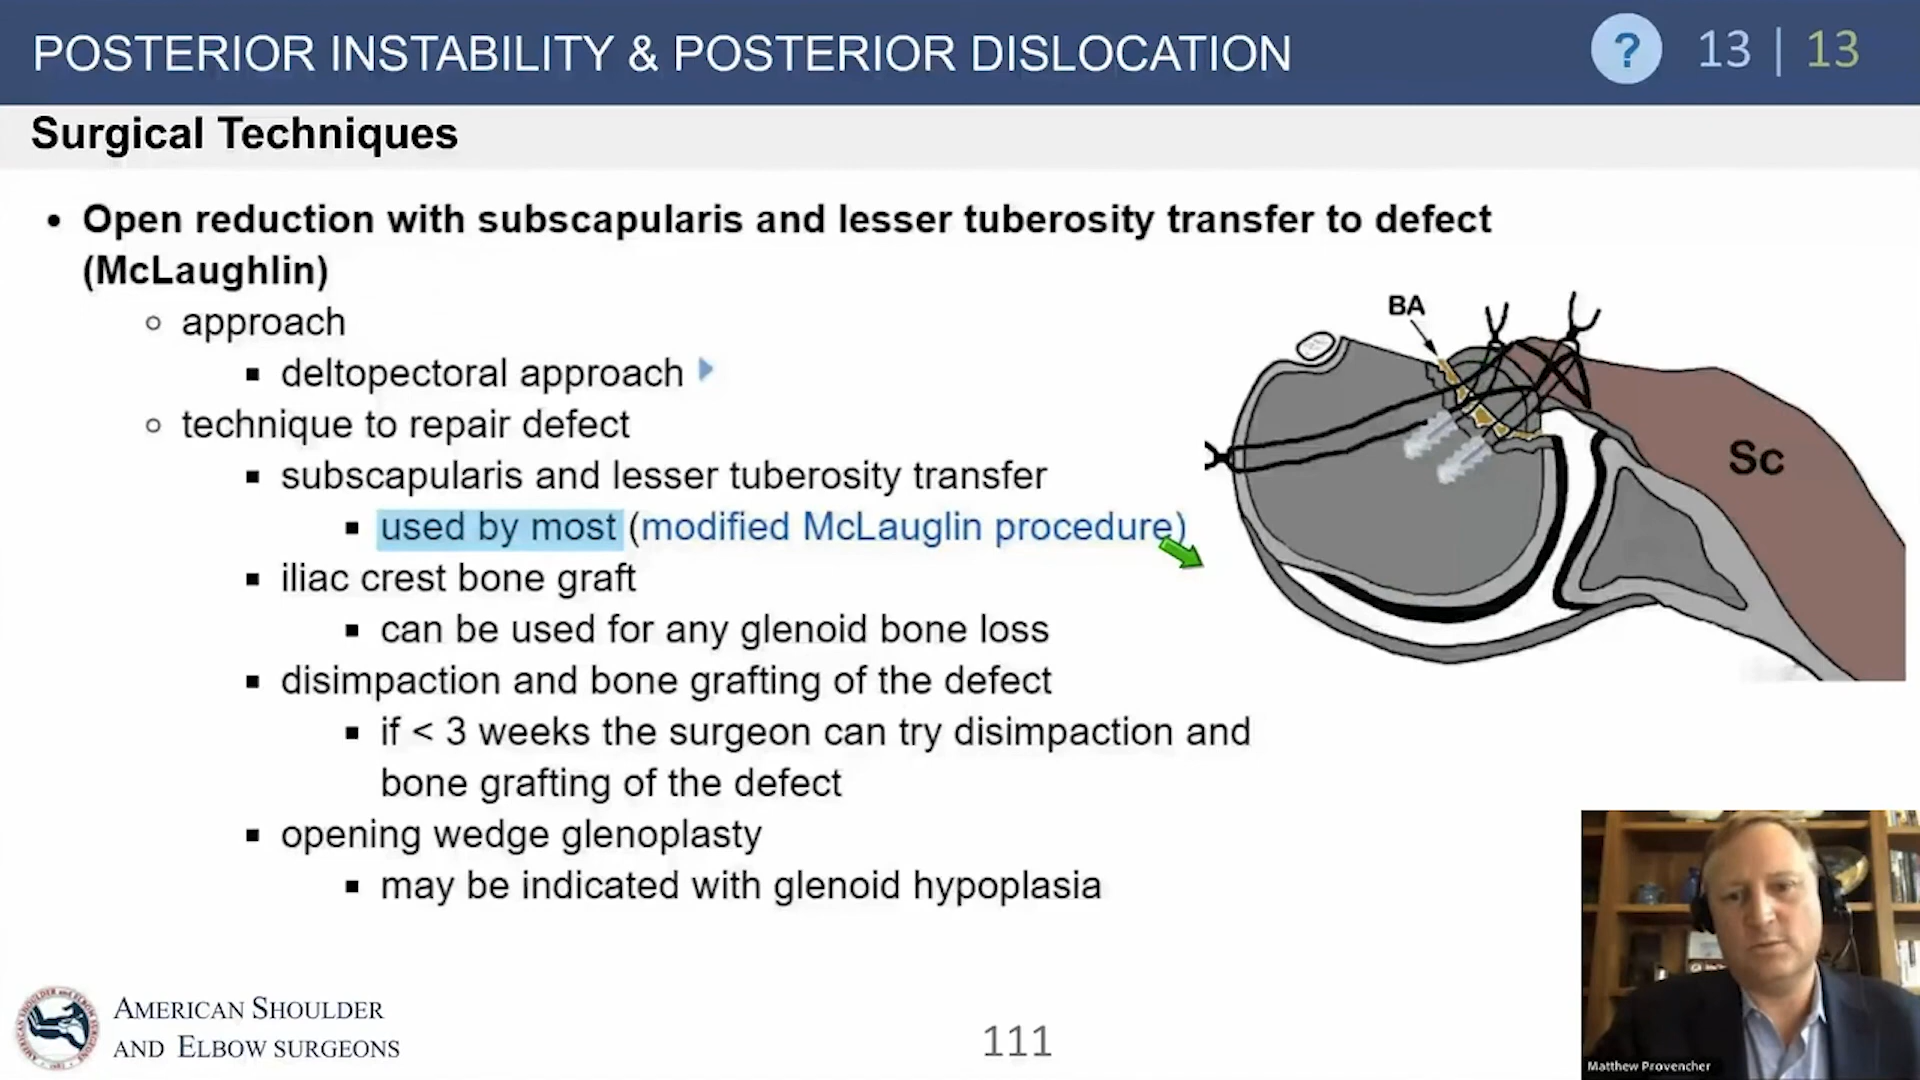 POSTERIOR INSTABILITY & POSTERIOR DISLOCATION
? 13 | 13
Surgical Techniques
• Open reduction with subscapularis and lesser tuberosity transfer to defect
(McLaughlin)
approach
deltopectoral approach
technique to repair defect
subscapularis and lesser tuberosity transfer
used by most (modified McLauglin procedure)
iliac crest bone graft
can be used for any glenoid bone loss
disimpaction and bone grafting of the defect
if < 3 weeks the surgeon can try disimpaction and
bone grafting of the defect
opening wedge glenoplasty
may be indicated with glenoid hypoplasia
BA
Sc
AMERICAN SHOULDER
AND ELBOW SURGEONS
111
Matthew Provencher